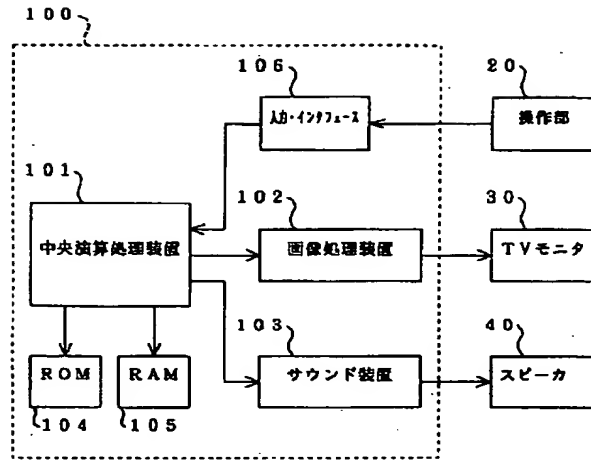 100
106
20
入力・インタフェース
操作部
101
102
30
中央演算処理装置
画像処理装置
TVモニタ
103
40
ROM
RAM
サウンド装置
スピーカ
104
105